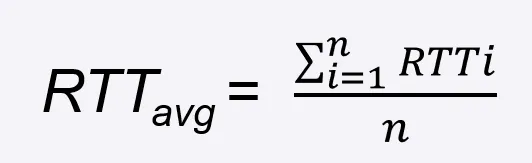 RTTavg = ∑ⁿᵢ₌₁ RTTi
n